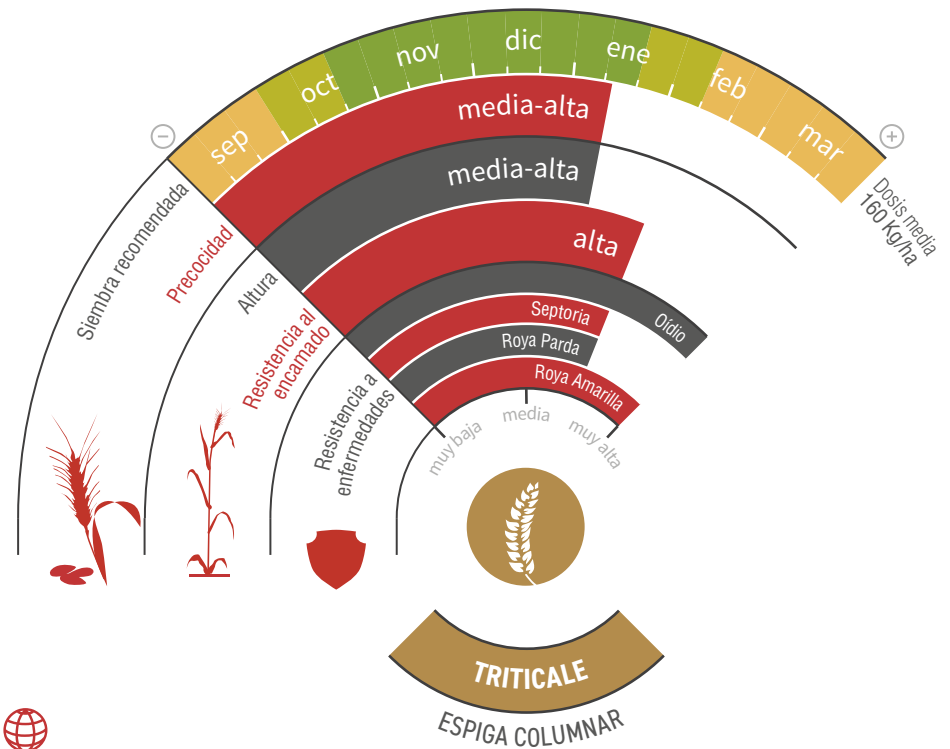 sep
oct
nov
dic
ene
feb
mar
−
+
Dosis media
160 Kg/ha
Siembra recomendada
Precocidad
media-alta
Altura
media-alta
Resistencia al
encamado
alta
Resistencia a
enfermedades
Oídio
Septoria
Roya Parda
Roya Amarilla
muy baja
media
muy alta
TRITICALE
ESPIGA COLUMNAR